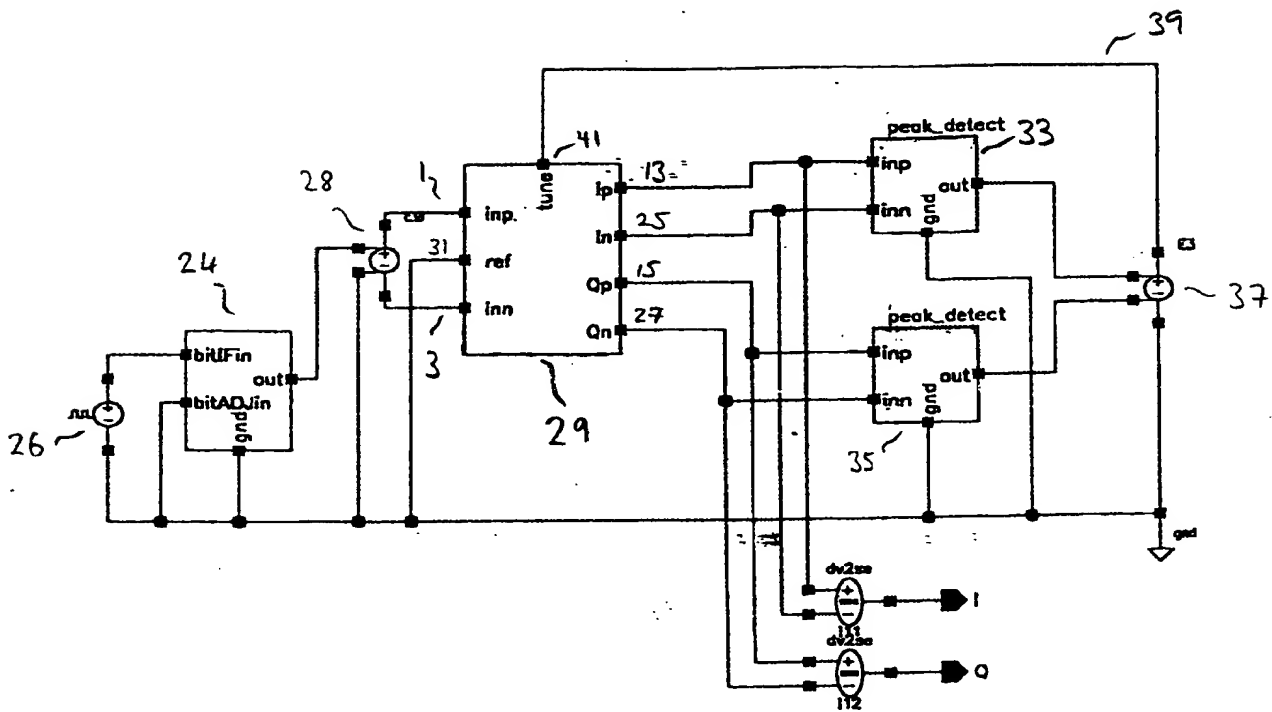 39
peak_detect
33
41
13
28
1
inp.
tune
Ip
inp
out
gnd
inn
25
In
31
ref
15
Qp
E3
24
3
inn
27
Qn
peak_detect
37
bitIFin
out
bitADJin
gnd
inp
out
inn
gnd
26
29
35
gnd
dv2se
I
I11
dv2se
Q
I12